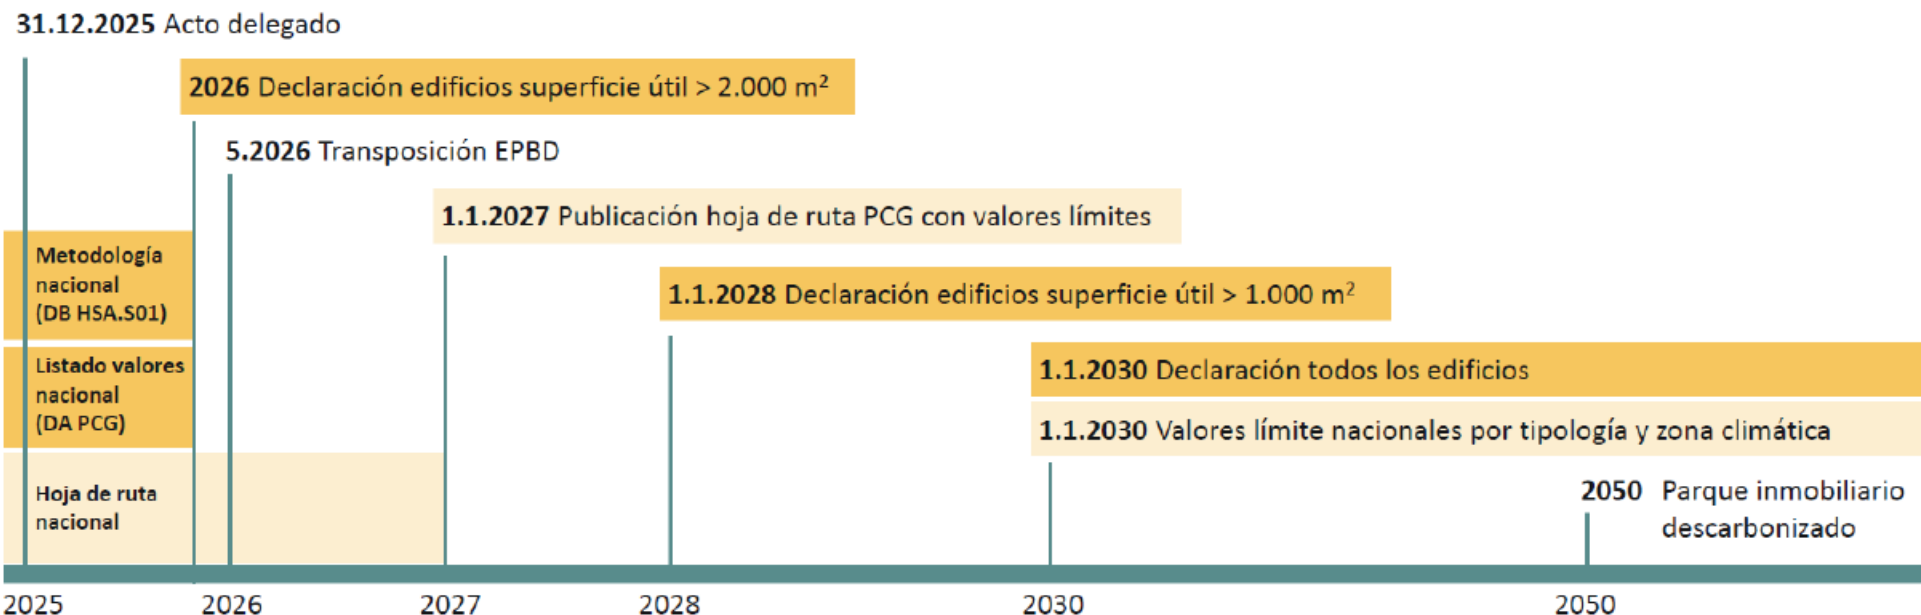 31.12.2025 Acto delegado
2026 Declaración edificios superficie útil > 2.000 m²
5.2026 Transposición EPBD
1.1.2027 Publicación hoja de ruta PCG con valores límites
Metodología
nacional
(DB HSA.S01)
1.1.2028 Declaración edificios superficie útil > 1.000 m²
Listado valores
nacional
(DA PCG)
1.1.2030 Declaración todos los edificios
1.1.2030 Valores límite nacionales por tipología y zona climática
Hoja de ruta
nacional
2050 Parque inmobiliario
descarbonizado
2025 2026 2027 2028 2030 2050